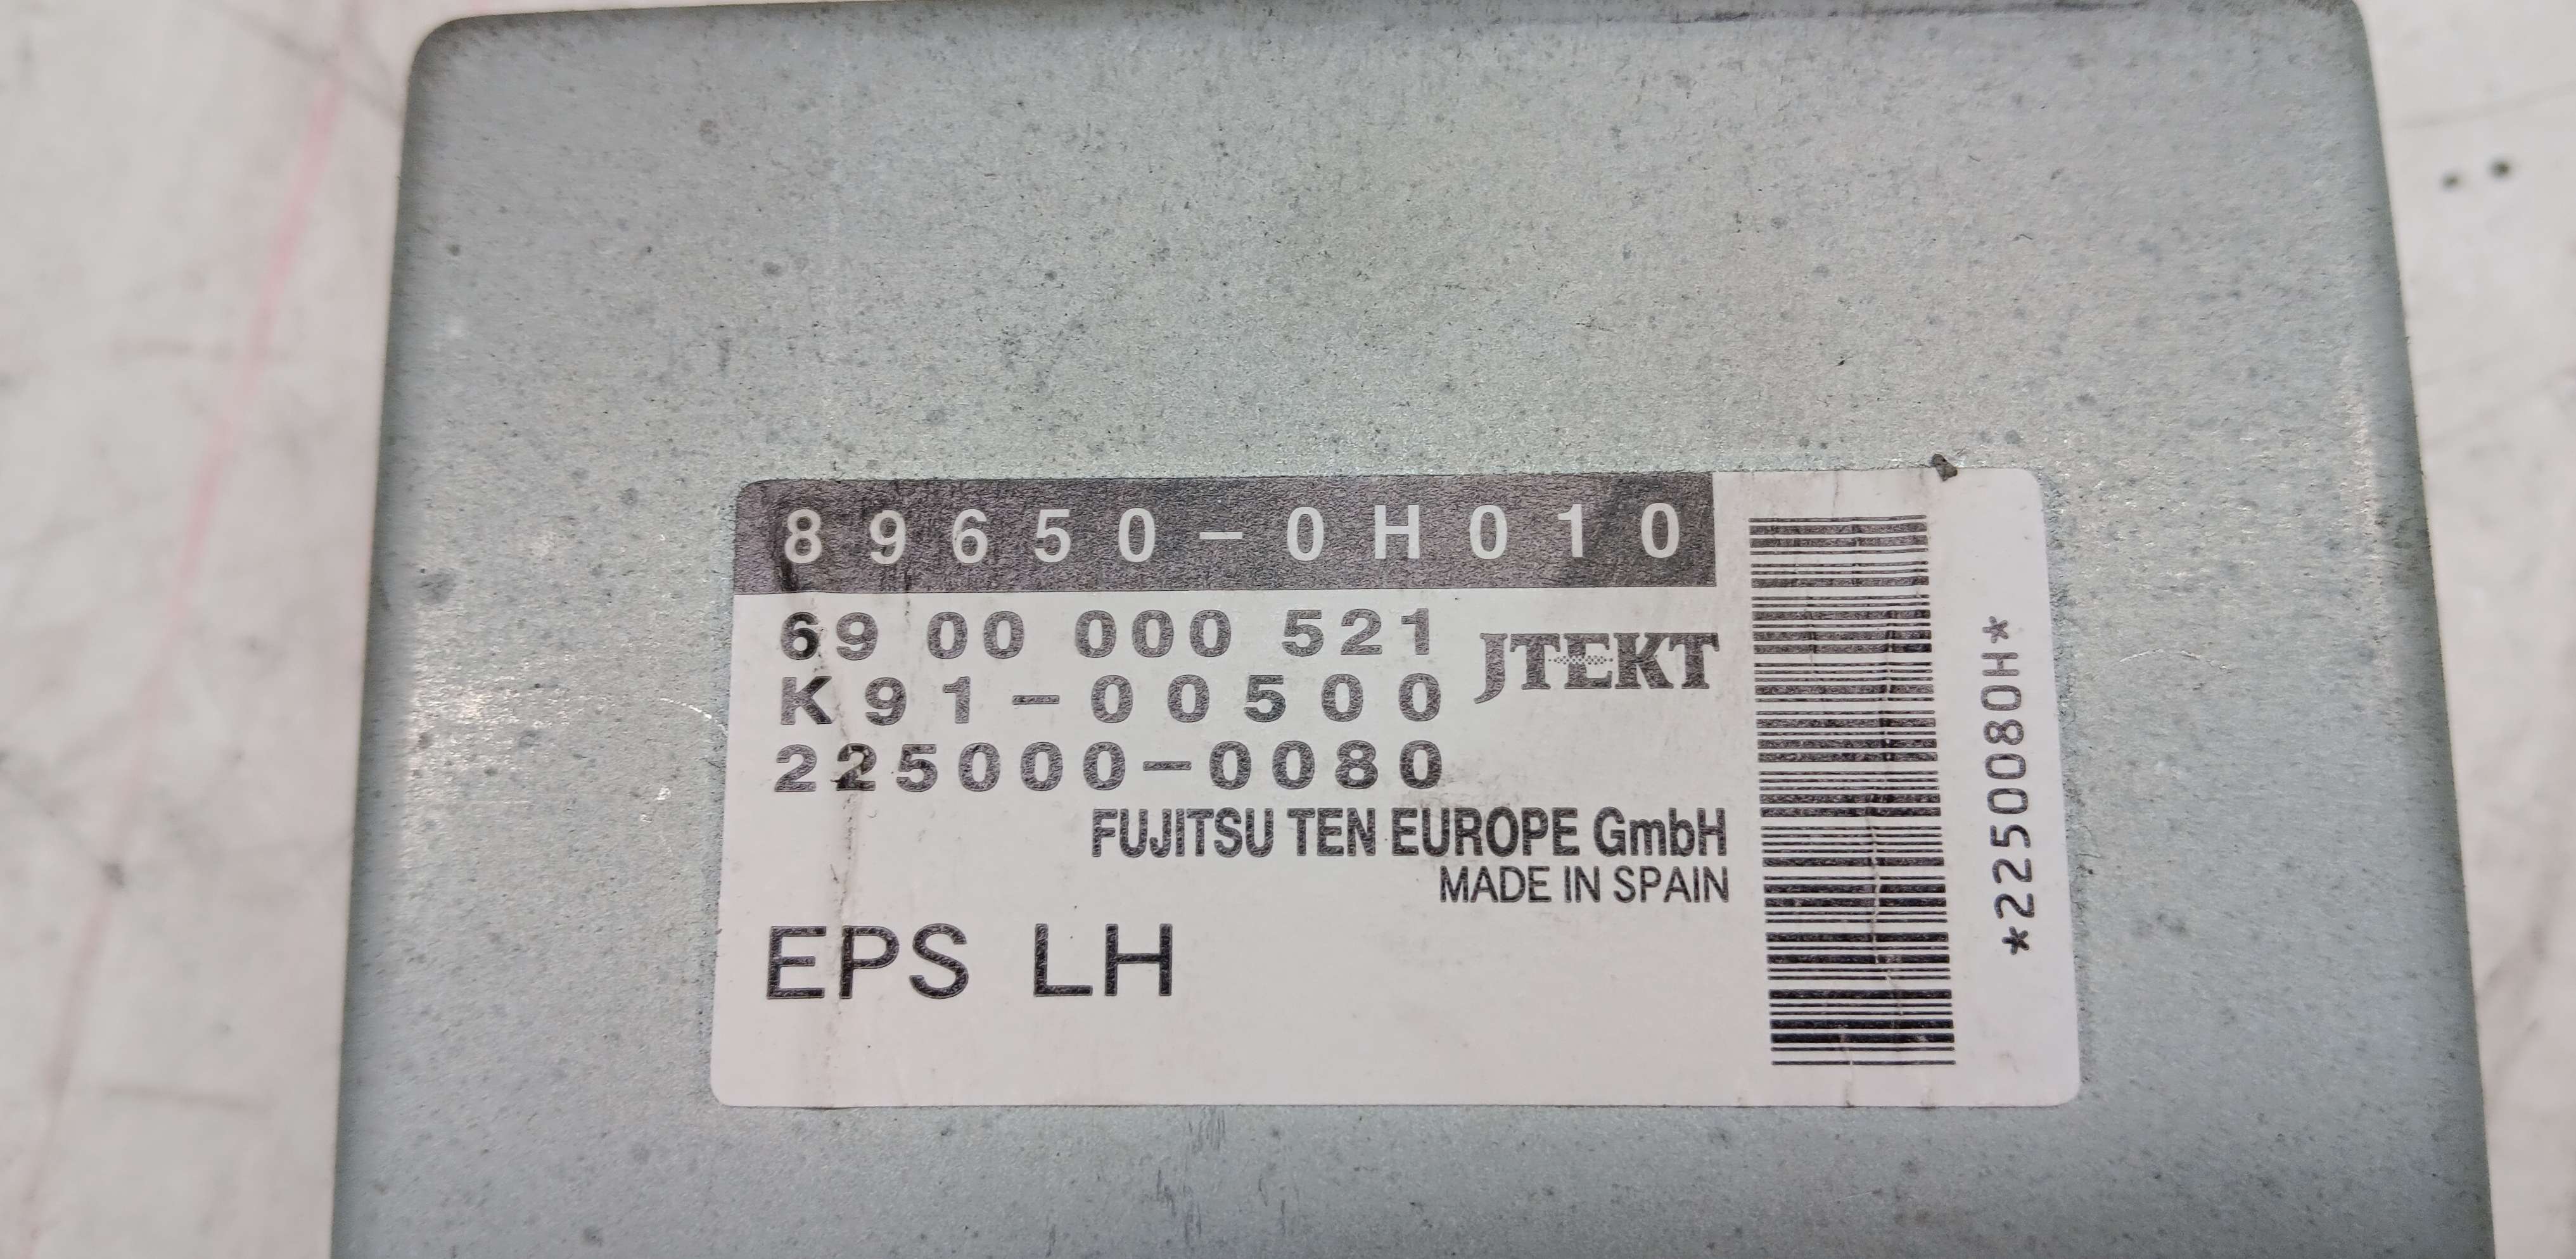 89650-0H010
69 00 000 521
K91-00500
JTEKT
225000-0080
FUJITSU TEN EUROPE GmbH
MADE IN SPAIN
EPS LH
*2250080H*